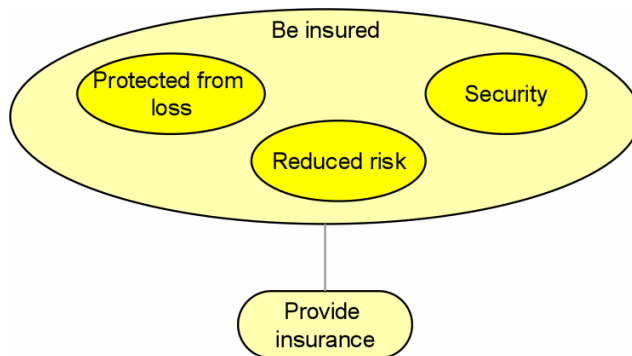 Be insured
Protected from
loss
Security
Reduced risk
Provide
insurance